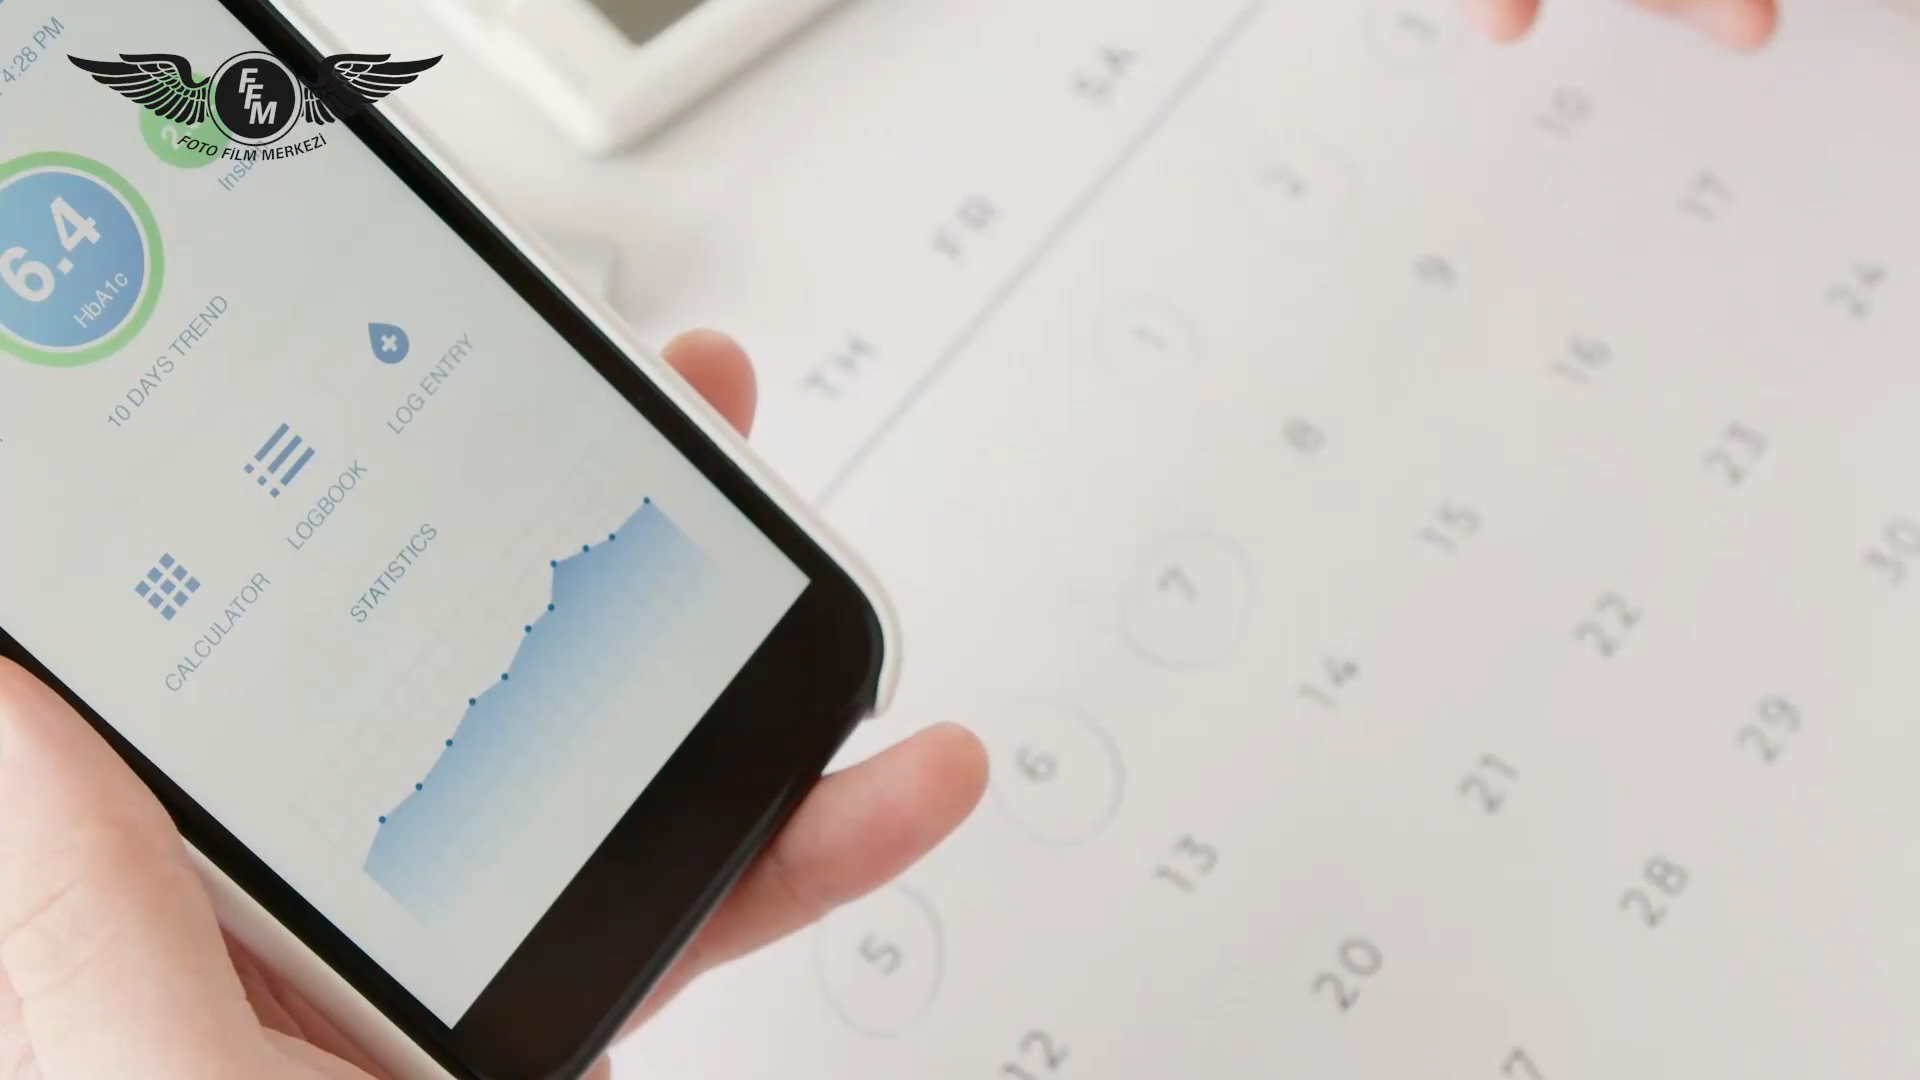 4:28 PM
FFM
FOTO FİLM MERKEZİ
6.4
HbA1c
10 DAYS TREND
LOG ENTRY
LOGBOOK
CALCULATOR
STATISTICS
TH FR SA
1 2 3
5 6 7 8 9 10
12 13 14 15 16 17
20 21 22 23 24
28 29 30